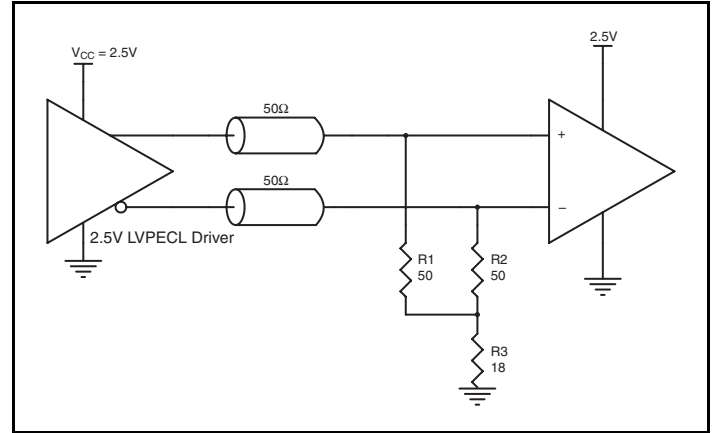 2.5V
V_CC = 2.5V
50Ω
+
50Ω
–
2.5V LVPECL Driver
R1
50
R2
50
R3
18